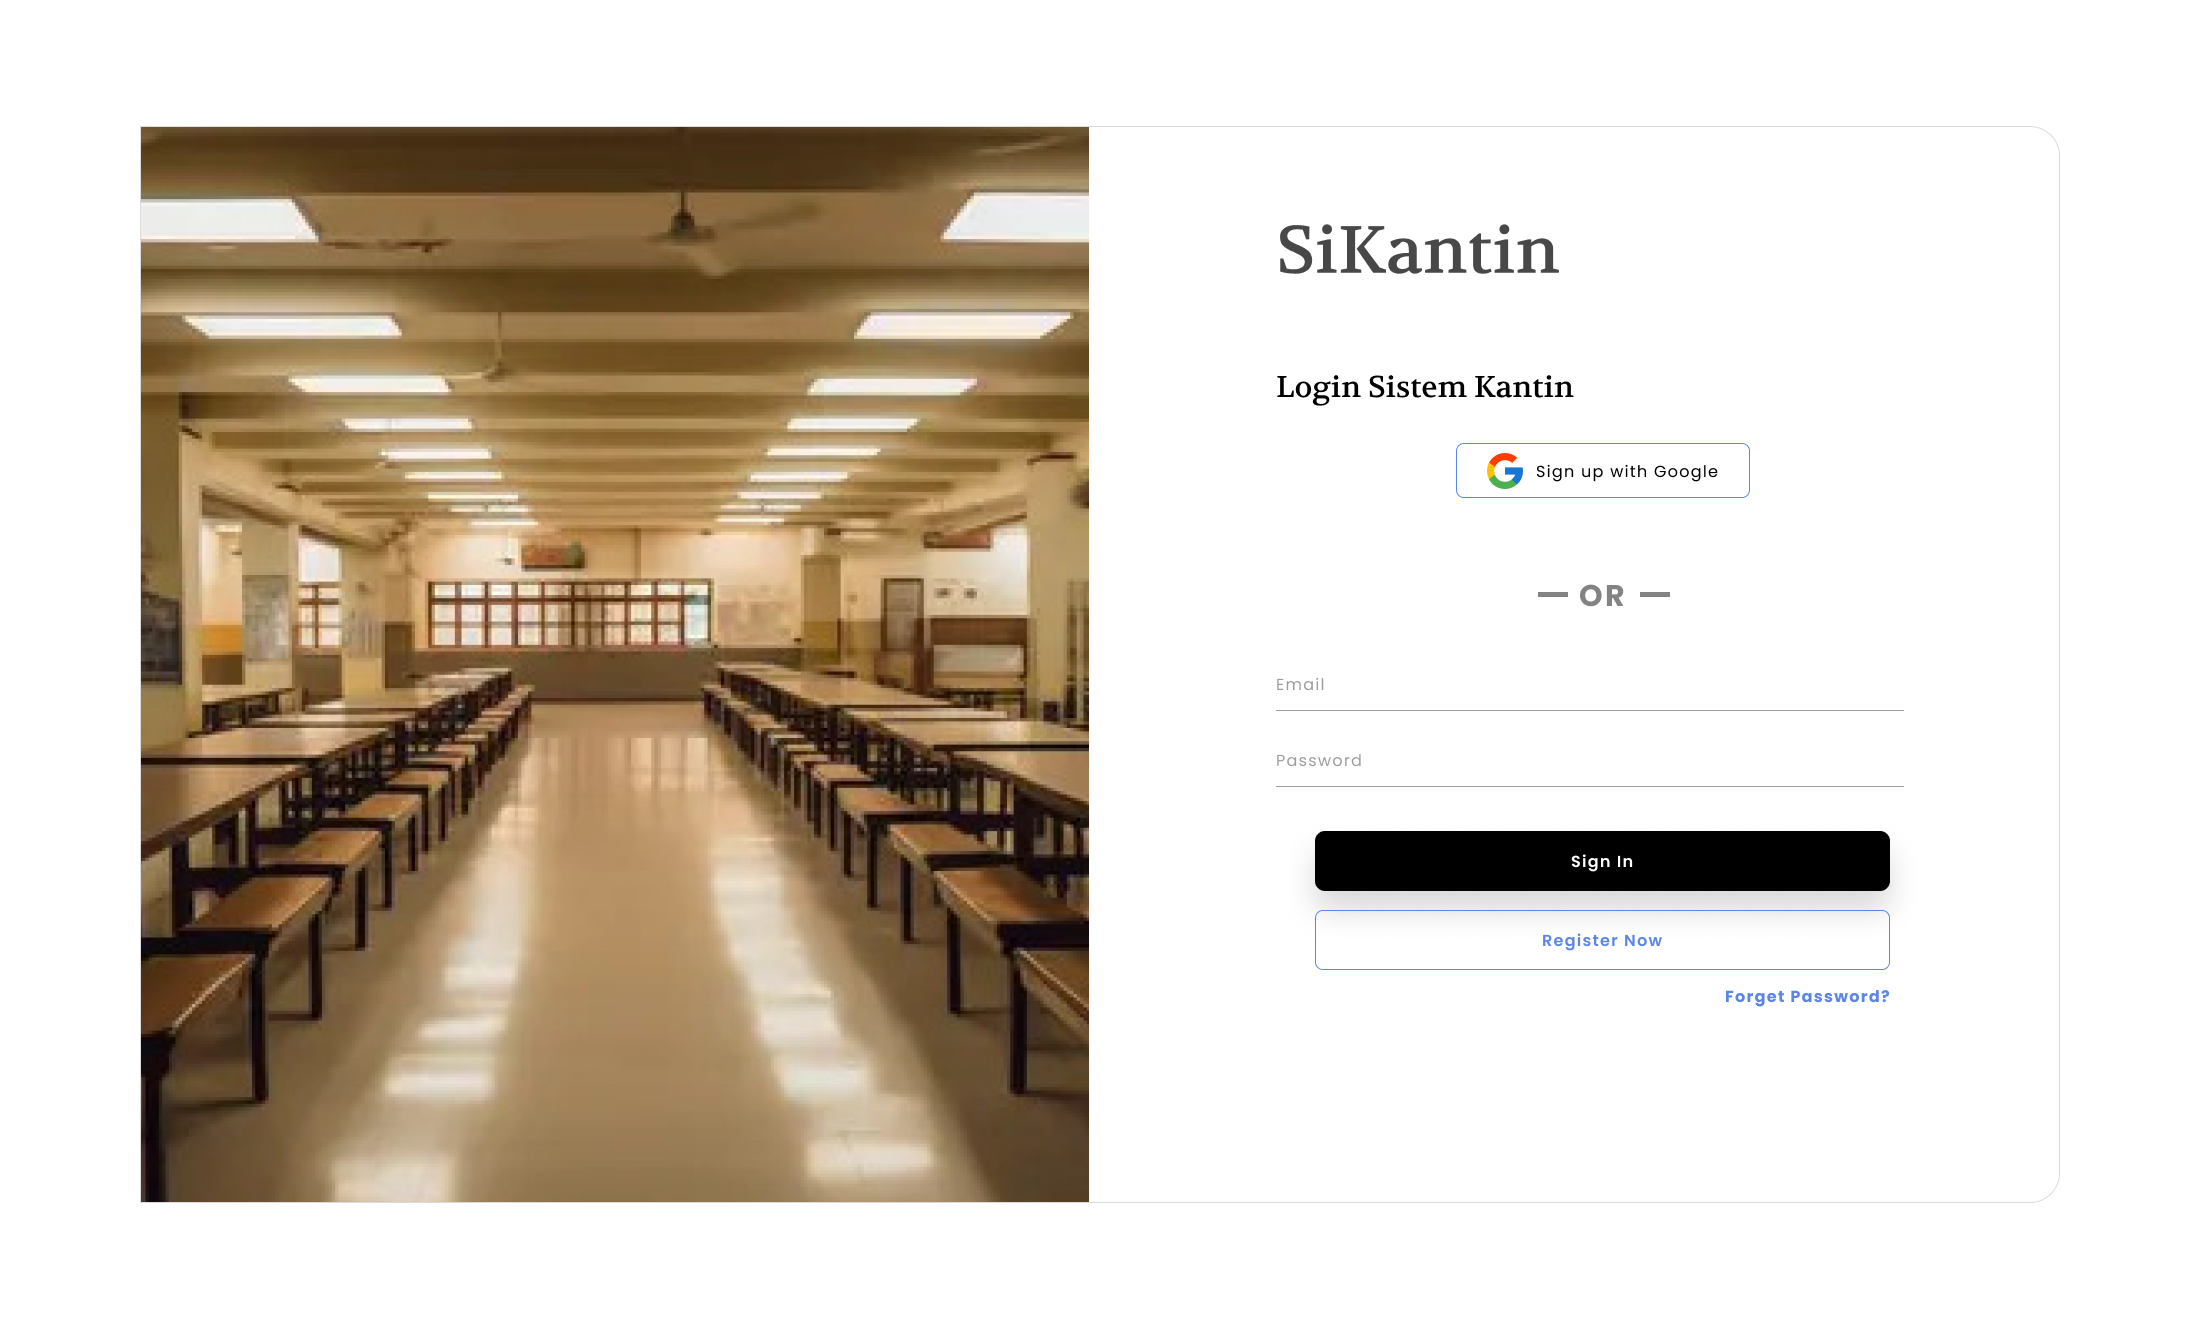 SiKantin
Login Sistem Kantin
Sign up with Google
OR
Email
Password
Sign In
Register Now
Forget Password?